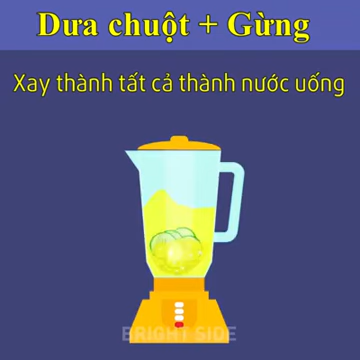 Dưa chuột + Gừng
Xay thành tất cả thành nước uống
BRIGHT SIDE